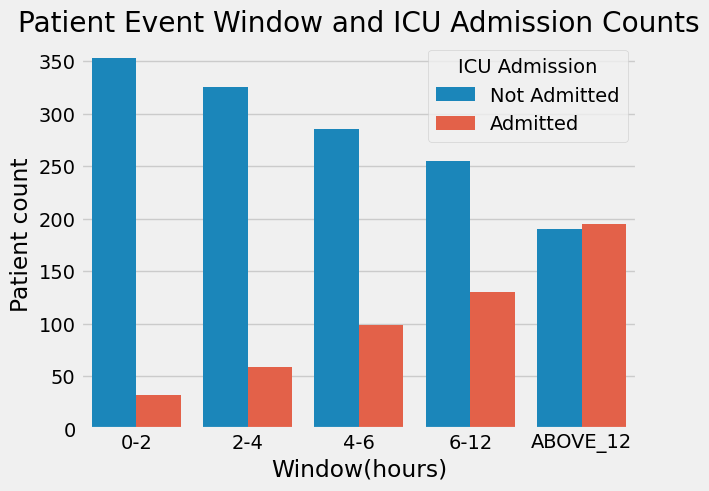 Patient Event Window and ICU Admission Counts
ICU Admission
Not Admitted
Admitted
Patient count
350
300
250
200
150
100
50
0
0-2 2-4 4-6 6-12 ABOVE_12
Window(hours)